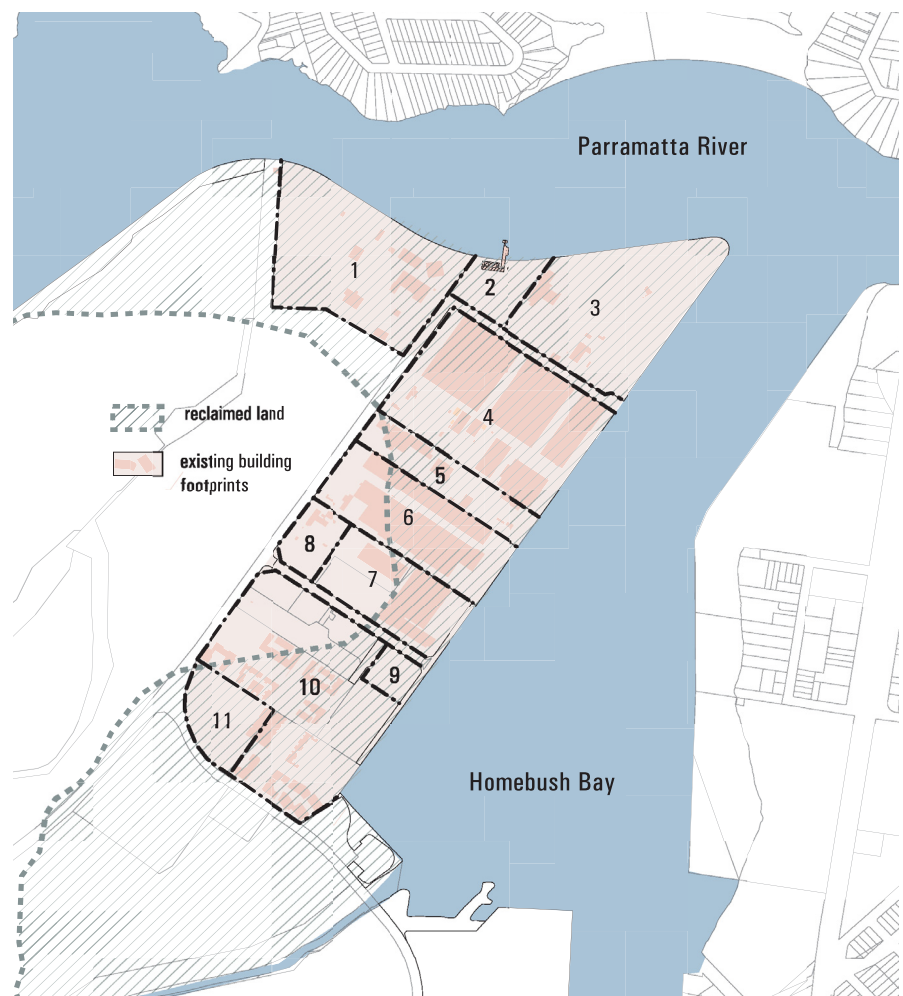 Parramatta River
1
2
3
reclaimed land
4
existing building
footprints
5
6
8
7
9
10
11
Homebush Bay